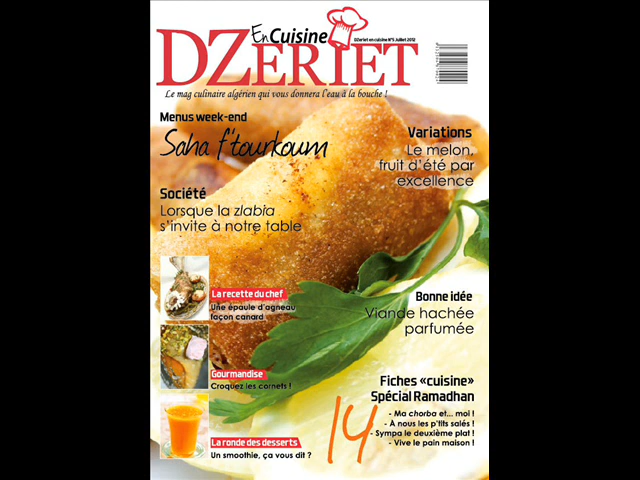 En Cuisine
DZeriet en cuisine N°5 Juillet 2012
DZERIET
Le mag culinaire algérien qui vous donnera l'eau à la bouche !
Menus week-end
Saha f'tourkoum
Variations
Le melon,
fruit d'été par
excellence
Société
Lorsque la zlabia
s'invite à notre table
La recette du chef
Une épaule d'agneau
façon canard
Bonne idée
Viande hachée
parfumée
Gourmandise
Croquez les cornets !
Fiches «cuisine»
Spécial Ramadhan
14
- Ma chorba et... moi !
- À nous les p'tits salés !
- Sympa le deuxième plat !
- Vive le pain maison !
La ronde des desserts
Un smoothie, ça vous dit ?